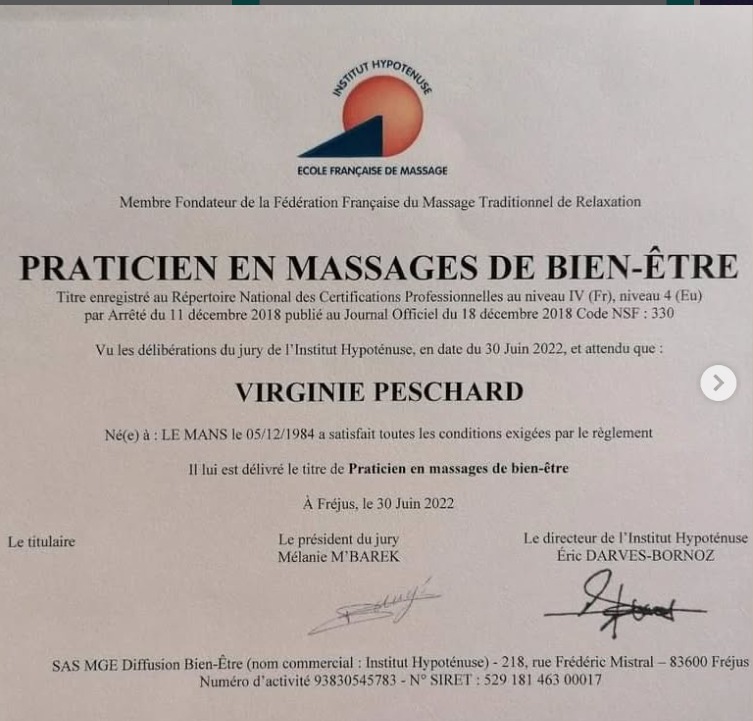 INSTITUT HYPOTENUSE
ECOLE FRANÇAISE DE MASSAGE
Membre Fondateur de la Fédération Française du Massage Traditionnel de Relaxation
PRATICIEN EN MASSAGES DE BIEN-ÊTRE
Titre enregistré au Répertoire National des Certifications Professionnelles au niveau IV (Fr), niveau 4 (Eu)
par Arrêté du 11 décembre 2018 publié au Journal Officiel du 18 décembre 2018 Code NSF : 330
Vu les délibérations du jury de l'Institut Hypoténuse, en date du 30 Juin 2022, et attendu que :
VIRGINIE PESCHARD
Né(e) à : LE MANS le 05/12/1984 a satisfait toutes les conditions exigées par le règlement
Il lui est délivré le titre de Praticien en massages de bien-être
À Fréjus, le 30 Juin 2022
Le titulaire
Le président du jury
Mélanie M'BAREK
Le directeur de l'Institut Hypoténuse
Éric DARVES-BORNOZ
SAS MGE Diffusion Bien-Être (nom commercial : Institut Hypoténuse) - 218, rue Frédéric Mistral – 83600 Fréjus
Numéro d'activité 93830545783 - N° SIRET : 529 181 463 00017